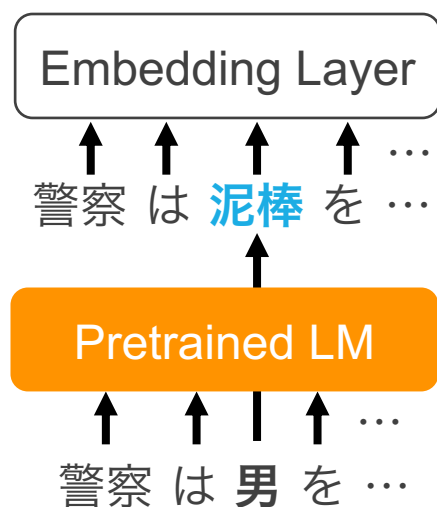 Embedding Layer
…
警察 は 泥棒 を …
Pretrained LM
…
警察 は 男 を …